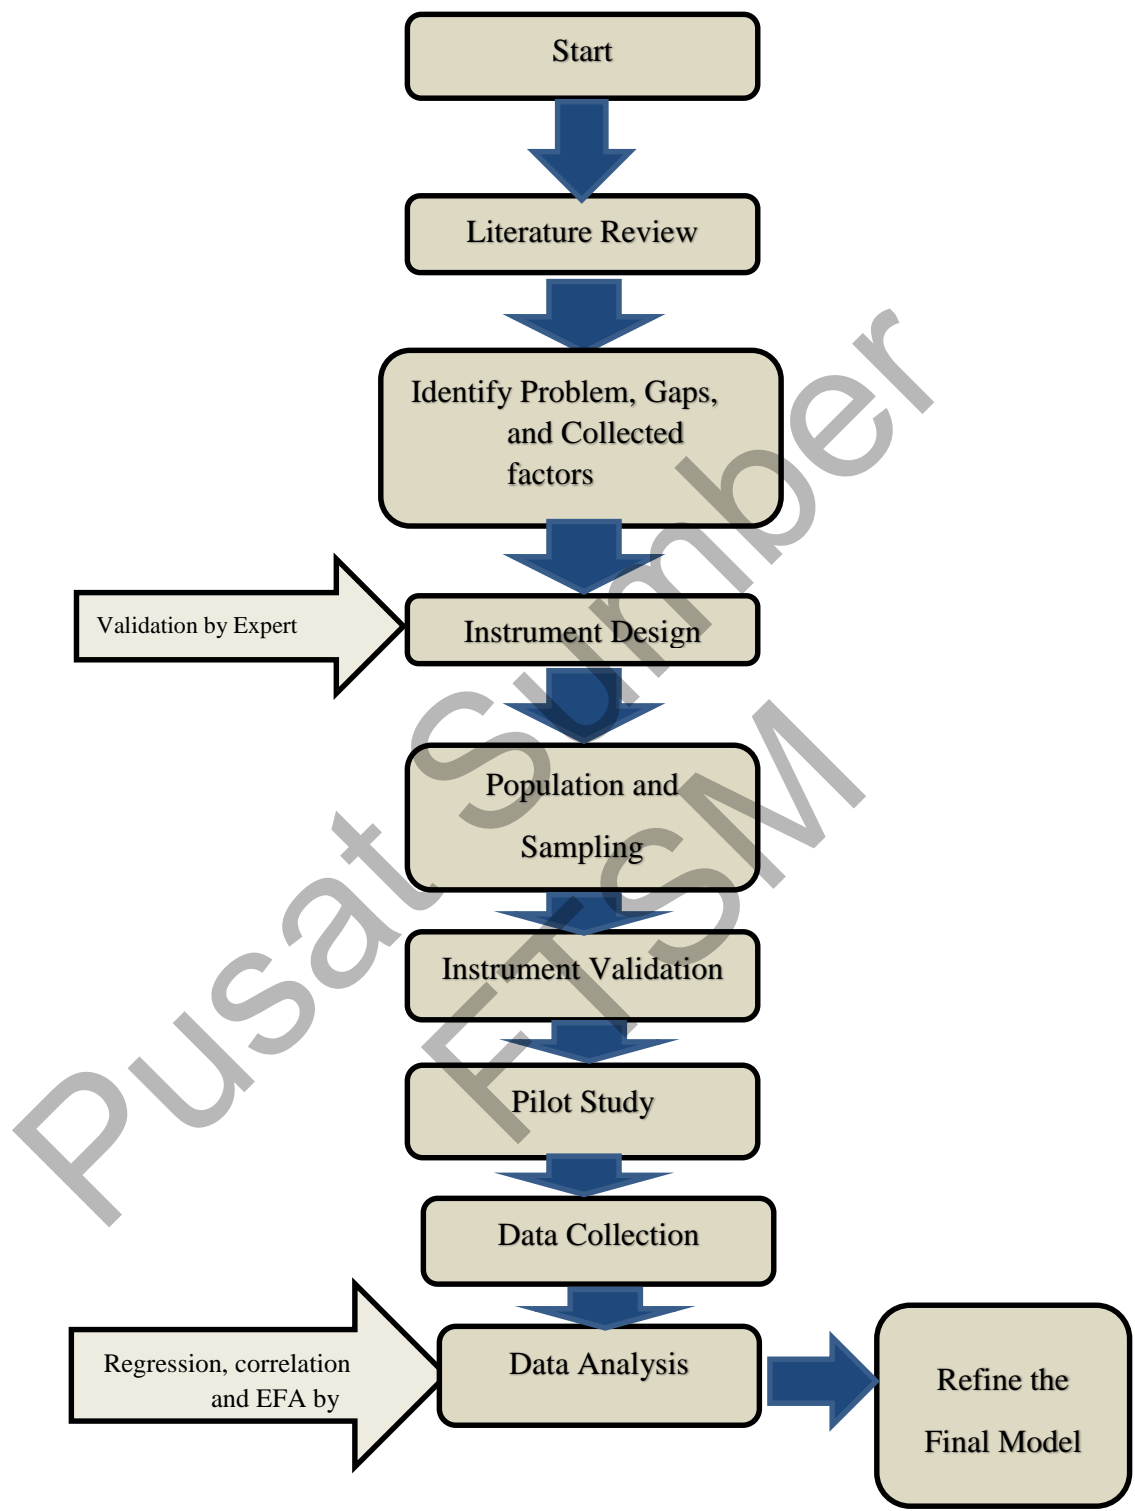 Start
Literature Review
Identify Problem, Gaps,
and Collected
factors
Validation by Expert
Instrument Design
Population and
Sampling
Instrument Validation
Pilot Study
Data Collection
Regression, correlation
and EFA by
Data Analysis
Refine the
Final Model
Pusat Sumber
FTSM